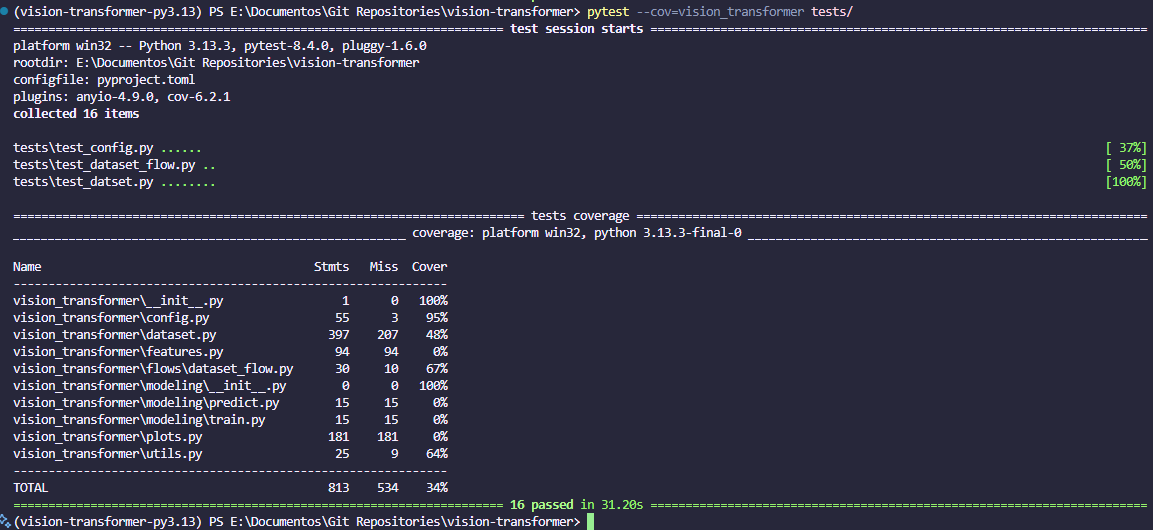 (vision-transformer-py3.13) PS E:\Documentos\Git Repositories\vision-transformer> pytest --cov=vision_transformer tests/
====================================================================== test session starts ======================================================================
platform win32 -- Python 3.13.3, pytest-8.4.0, pluggy-1.6.0
rootdir: E:\Documentos\Git Repositories\vision-transformer
configfile: pyproject.toml
plugins: anyio-4.9.0, cov-6.2.1
collected 16 items
tests\test_config.py ...... [ 37%]
tests\test_dataset_flow.py .. [ 50%]
tests\test_datset.py ........ [100%]
========================================================================= tests coverage =========================================================================
________________________________________________________ coverage: platform win32, python 3.13.3-final-0 _________________________________________________________
Name Stmts Miss Cover
--------------------------------------------------------------
vision_transformer\__init__.py 1 0 100%
vision_transformer\config.py 55 3 95%
vision_transformer\dataset.py 397 207 48%
vision_transformer\features.py 94 94 0%
vision_transformer\flows\dataset_flow.py 30 10 67%
vision_transformer\modeling\__init__.py 0 0 100%
vision_transformer\modeling\predict.py 15 15 0%
vision_transformer\modeling\train.py 15 15 0%
vision_transformer\plots.py 181 181 0%
vision_transformer\utils.py 25 9 64%
--------------------------------------------------------------
TOTAL 813 534 34%
====================================================================== 16 passed in 31.20s =======================================================================
(vision-transformer-py3.13) PS E:\Documentos\Git Repositories\vision-transformer>